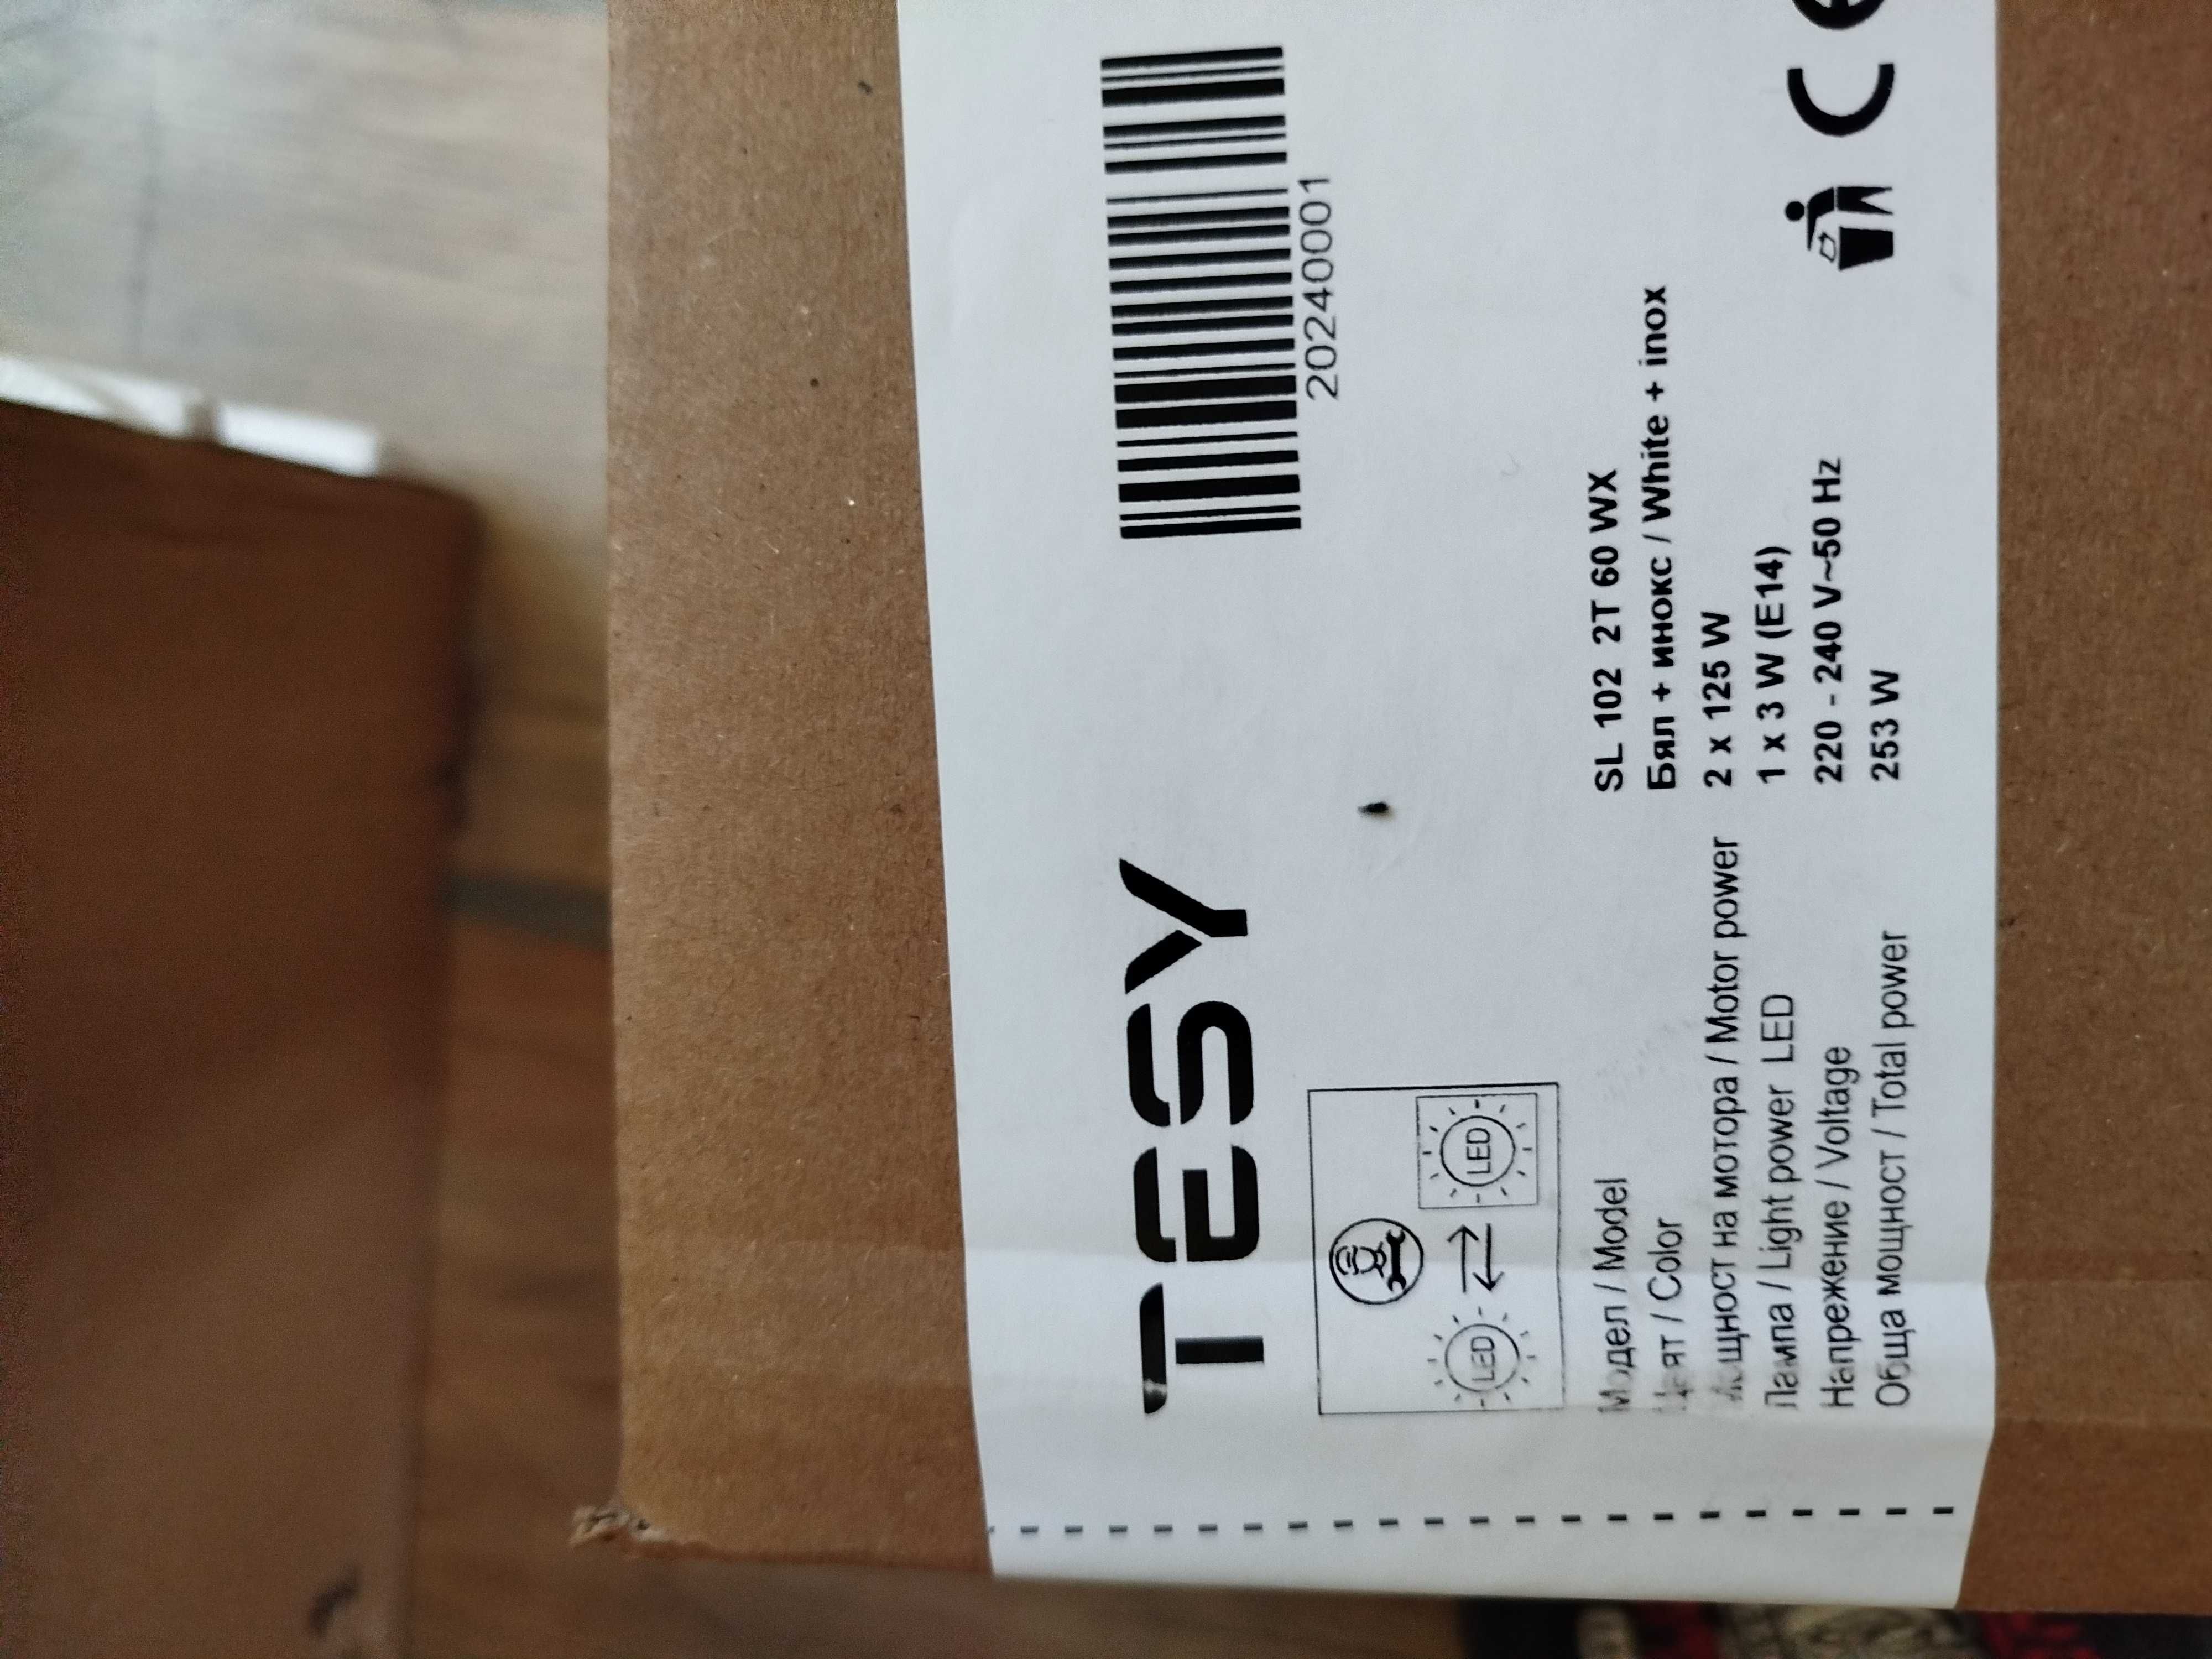 TESY
20240001
LED LED
Модел / Model SL 102 2T 60 WX
Цвят / Color Бял + инокс / White + inox
Мощност на мотора / Motor power 2 x 125 W
Лампа / Light power LED 1 x 3 W (E14)
Напрежение / Voltage 220 - 240 V~50 Hz
Обща мощност / Total power 253 W
CE